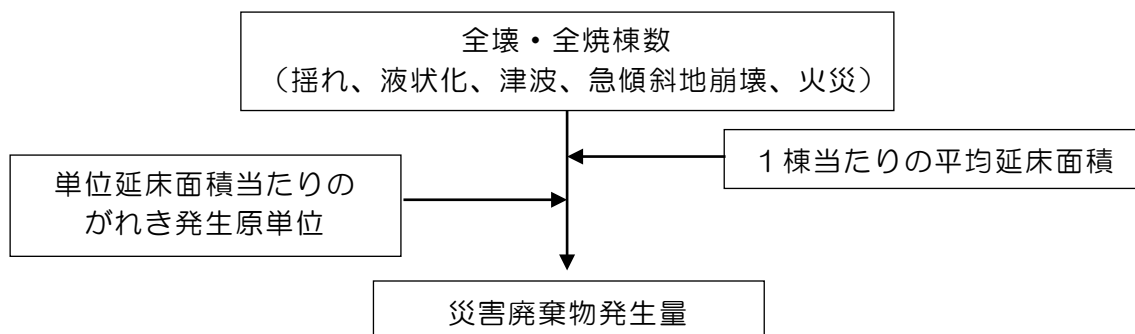 全壊・全焼棟数
（揺れ、液状化、津波、急傾斜地崩壊、火災）
１棟当たりの平均延床面積
単位延床面積当たりの
がれき発生原単位
災害廃棄物発生量